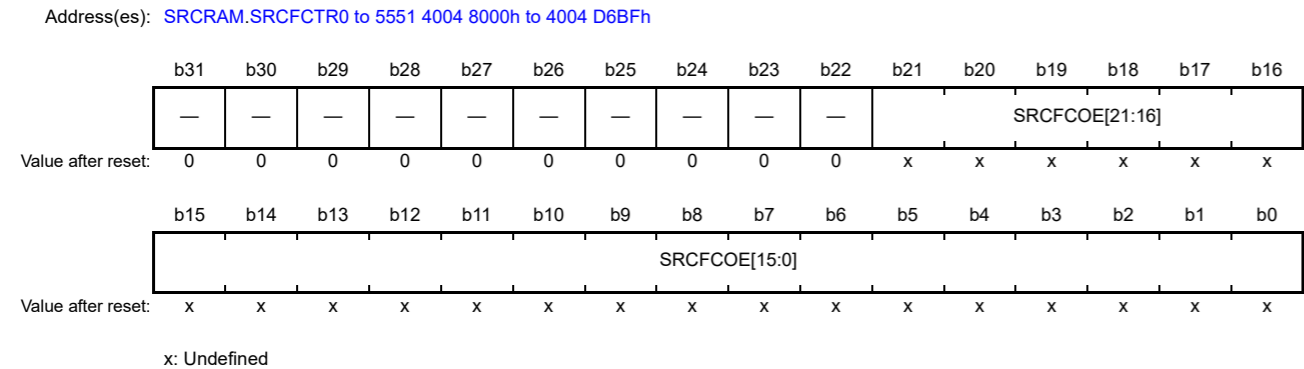 Address(es): SRCRAM.SRCFCTR0 to 5551 4004 8000h to 4004 D6BFh
b31 b30 b29 b28 b27 b26 b25 b24 b23 b22 b21 b20 b19 b18 b17 b16
— — — — — — — — — — SRCFCOE[21:16]
Value after reset: 0 0 0 0 0 0 0 0 0 0 x x x x x x
b15 b14 b13 b12 b11 b10 b9 b8 b7 b6 b5 b4 b3 b2 b1 b0
SRCFCOE[15:0]
Value after reset: x x x x x x x x x x x x x x x x
x: Undefined